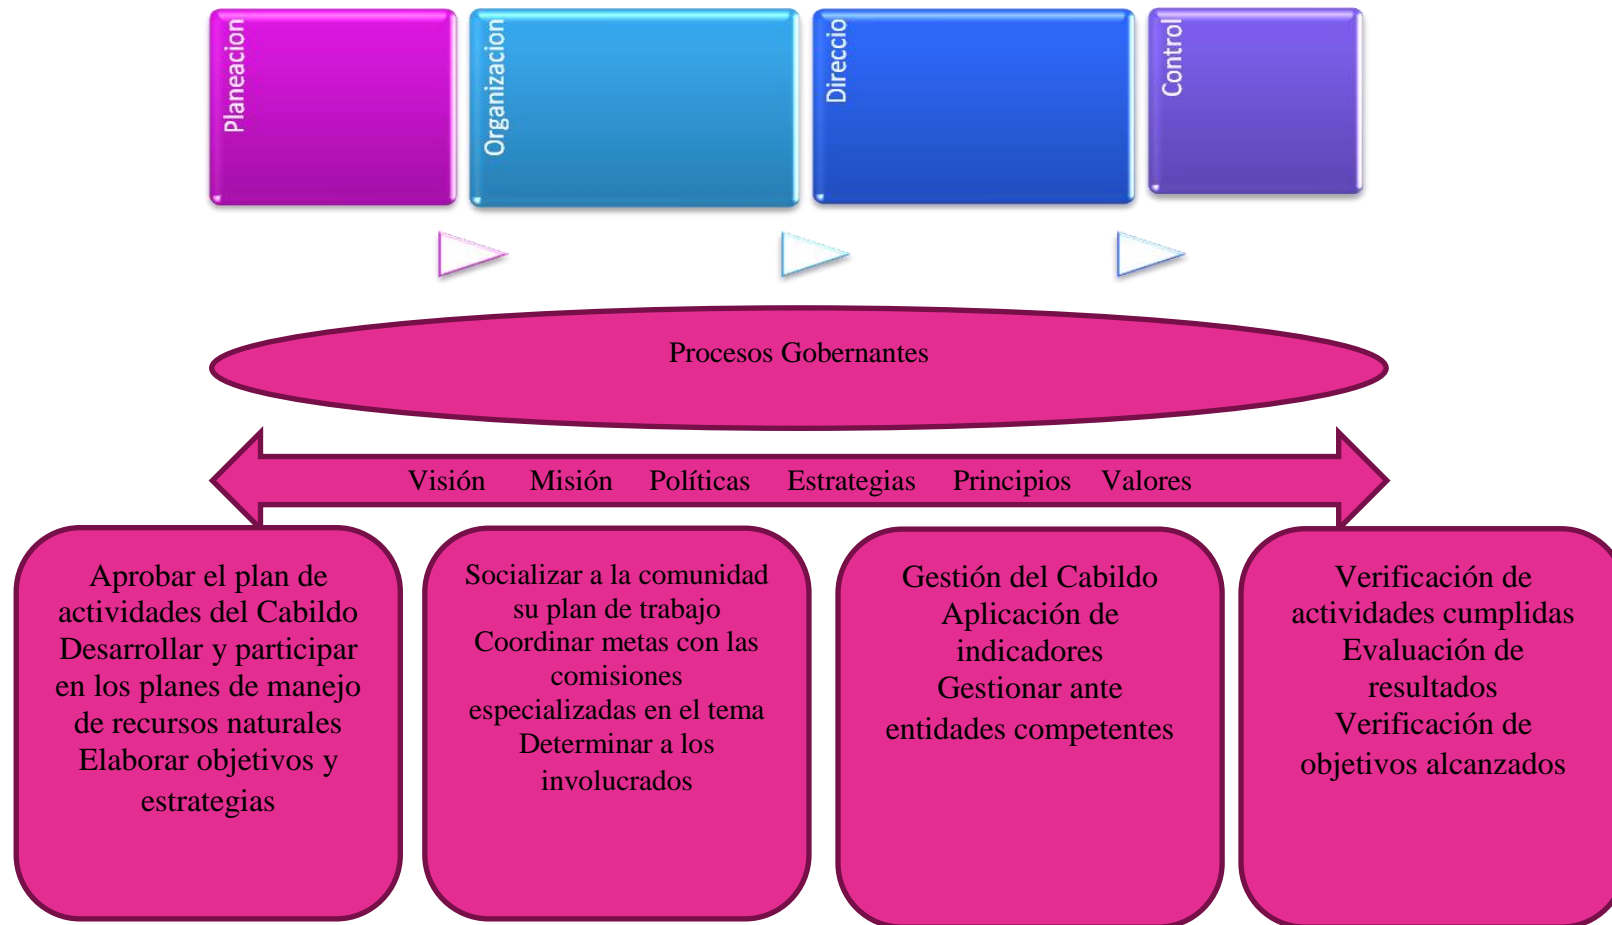 Planeacion
Organizacion
Direccio
Control
Procesos Gobernantes
Visión Misión Políticas Estrategias Principios Valores
Aprobar el plan de
actividades del Cabildo
Desarrollar y participar
en los planes de manejo
de recursos naturales
Elaborar objetivos y
estrategias
Socializar a la comunidad
su plan de trabajo
Coordinar metas con las
comisiones
especializadas en el tema
Determinar a los
involucrados
Gestión del Cabildo
Aplicación de
indicadores
Gestionar ante
entidades competentes
Verificación de
actividades cumplidas
Evaluación de
resultados
Verificación de
objetivos alcanzados